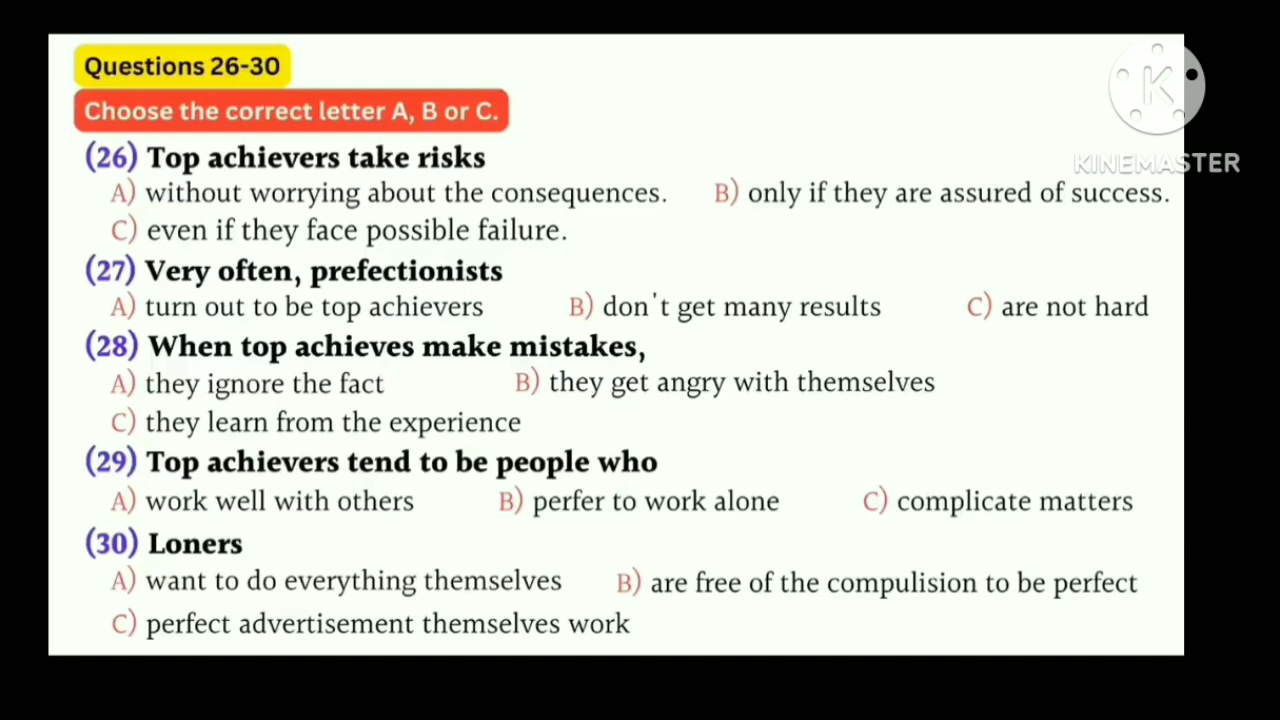 Questions 26-30
Choose the correct letter A, B or C.
(26) Top achievers take risks
A) without worrying about the consequences. B) only if they are assured of success.
C) even if they face possible failure.
(27) Very often, prefectionists
A) turn out to be top achievers B) don't get many results C) are not hard
(28) When top achieves make mistakes,
A) they ignore the fact B) they get angry with themselves
C) they learn from the experience
(29) Top achievers tend to be people who
A) work well with others B) perfer to work alone C) complicate matters
(30) Loners
A) want to do everything themselves B) are free of the compulision to be perfect
C) perfect advertisement themselves work
K
KINEMASTER